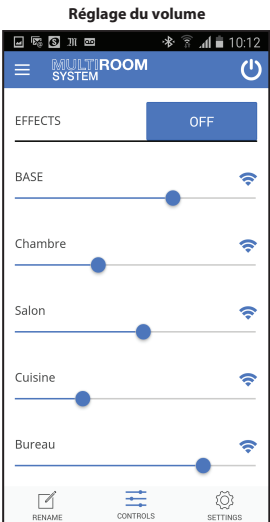 Réglage du volume
10:12
MULTIROOM
SYSTEM
EFFECTS
OFF
BASE
Chambre
Salon
Cuisine
Bureau
RENAME
CONTROLS
SETTINGS